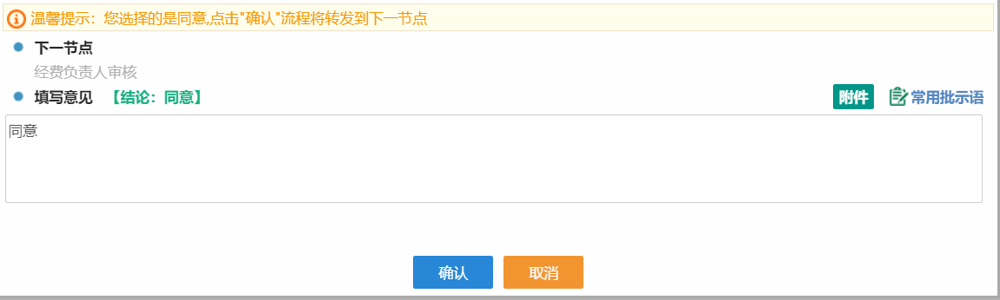 温馨提示：您选择的是同意,点击"确认"流程将转发到下一节点
下一节点
经费负责人审核
填写意见 【结论：同意】 附件 常用批示语
同意
确认 取消